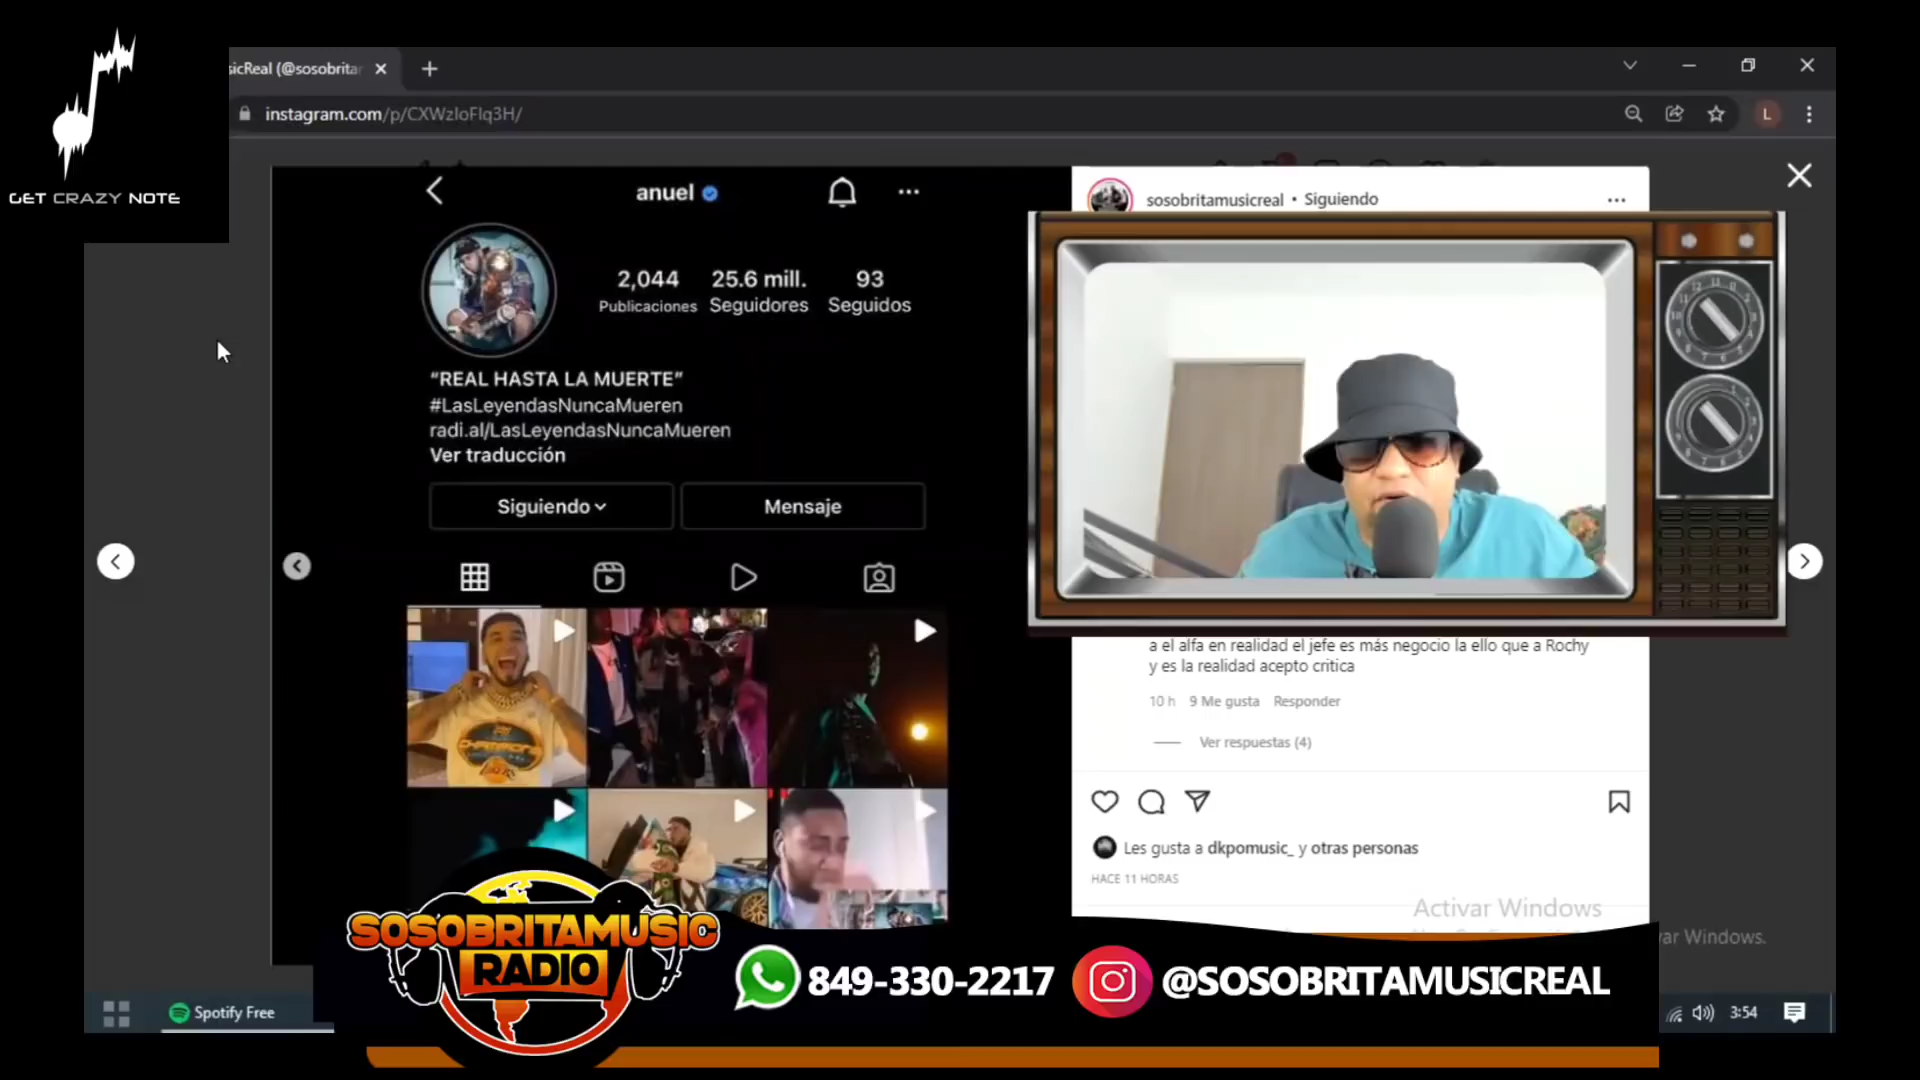 GET CRAZY NOTE
sicReal (@sosobritar
instagram.com/p/CXWzIoFlq3H/
L
anuel
2,044
Publicaciones
25.6 mill.
Seguidores
93
Seguidos
“REAL HASTA LA MUERTE”
#LasLeyendasNuncaMueren
radi.al/LasLeyendasNuncaMueren
Ver traducción
Siguiendo
Mensaje
sosobritamusicreal • Siguiendo
a el alfa en realidad el jefe es más negocio la ello que a Rochy
y es la realidad acepto critica
10 h 9 Me gusta Responder
Ver respuestas (4)
Les gusta a dkpomusic_ y otras personas
HACE 11 HORAS
Activar Windows
var Windows.
SOSOBRITAMUSIC
RADIO
849-330-2217
@SOSOBRITAMUSICREAL
Spotify Free
3:54